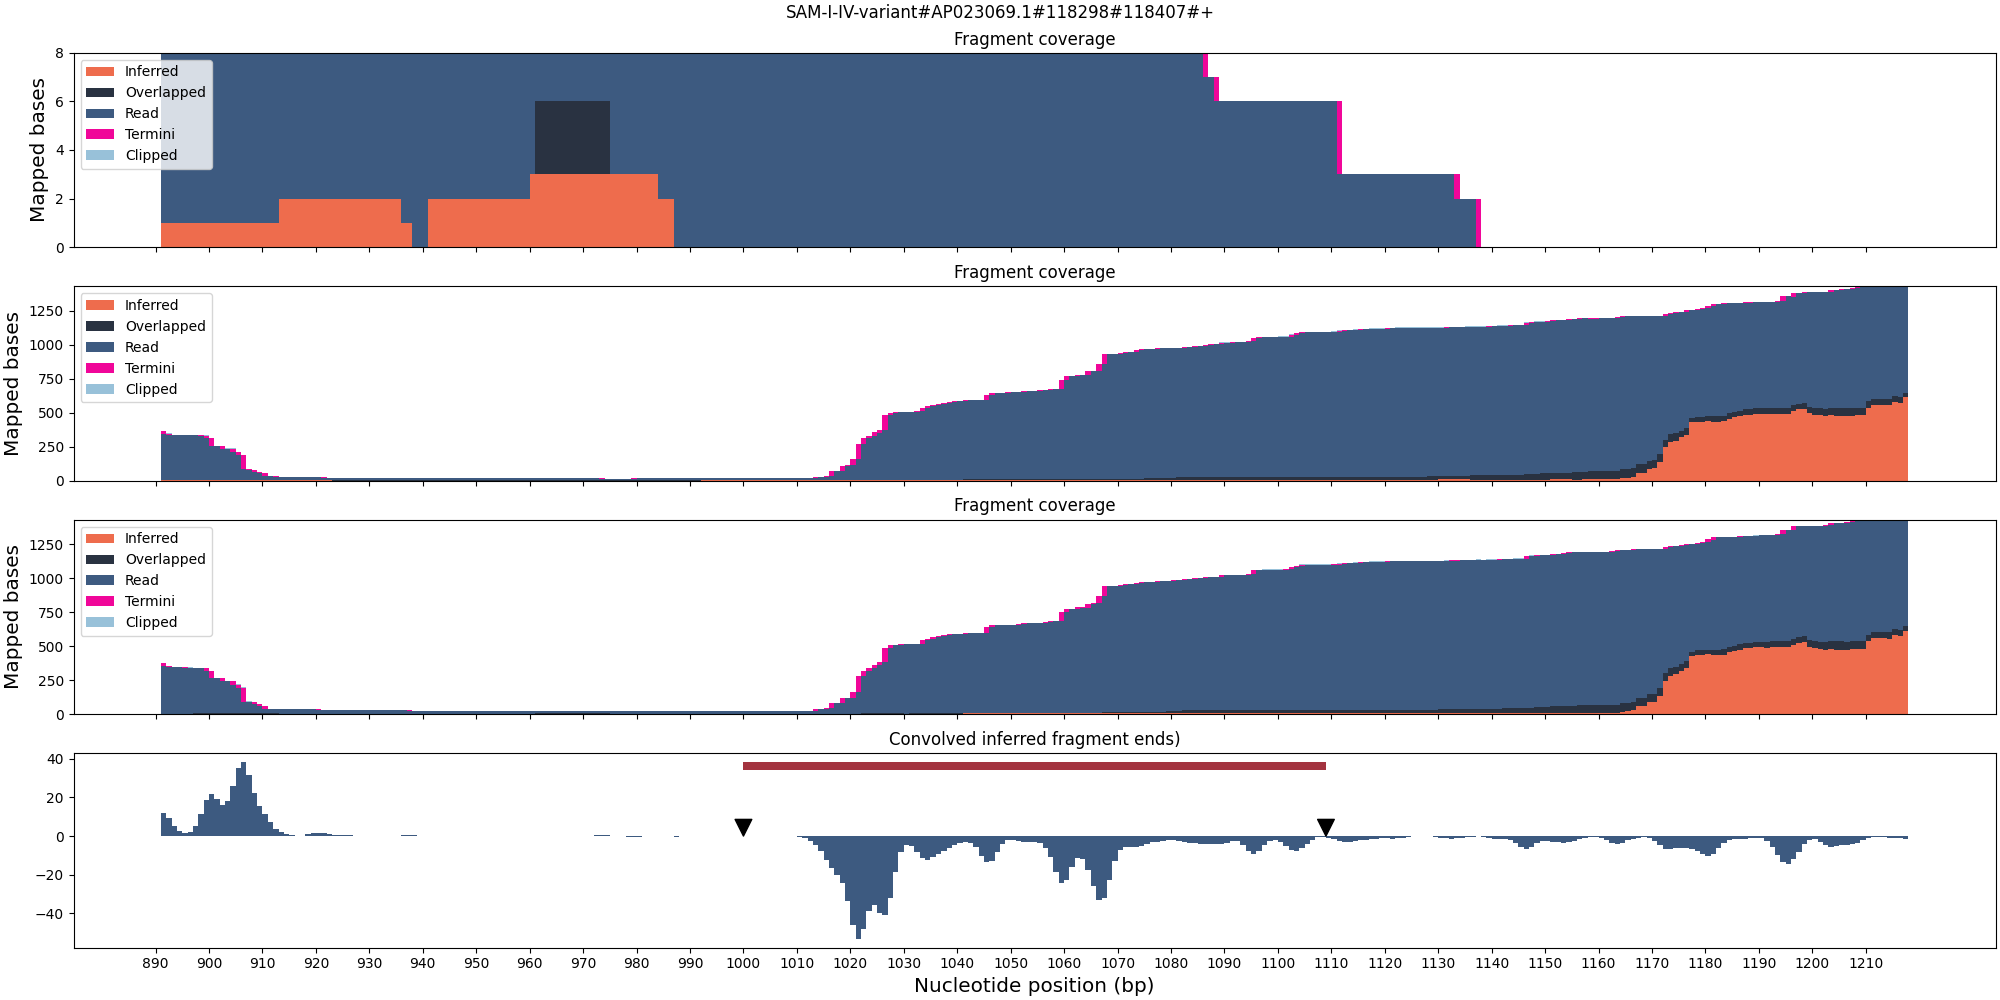 SAM-I-IV-variant#AP023069.1#118298#118407#+
Fragment coverage
Mapped bases
8
6
4
2
0
Inferred
Overlapped
Read
Termini
Clipped
Fragment coverage
Mapped bases
1250
1000
750
500
250
0
Inferred
Overlapped
Read
Termini
Clipped
Fragment coverage
Mapped bases
1250
1000
750
500
250
0
Inferred
Overlapped
Read
Termini
Clipped
Convolved inferred fragment ends)
40
20
0
−20
−40
890 900 910 920 930 940 950 960 970 980 990 1000 1010 1020 1030 1040 1050 1060 1070 1080 1090 1100 1110 1120 1130 1140 1150 1160 1170 1180 1190 1200 1210
Nucleotide position (bp)